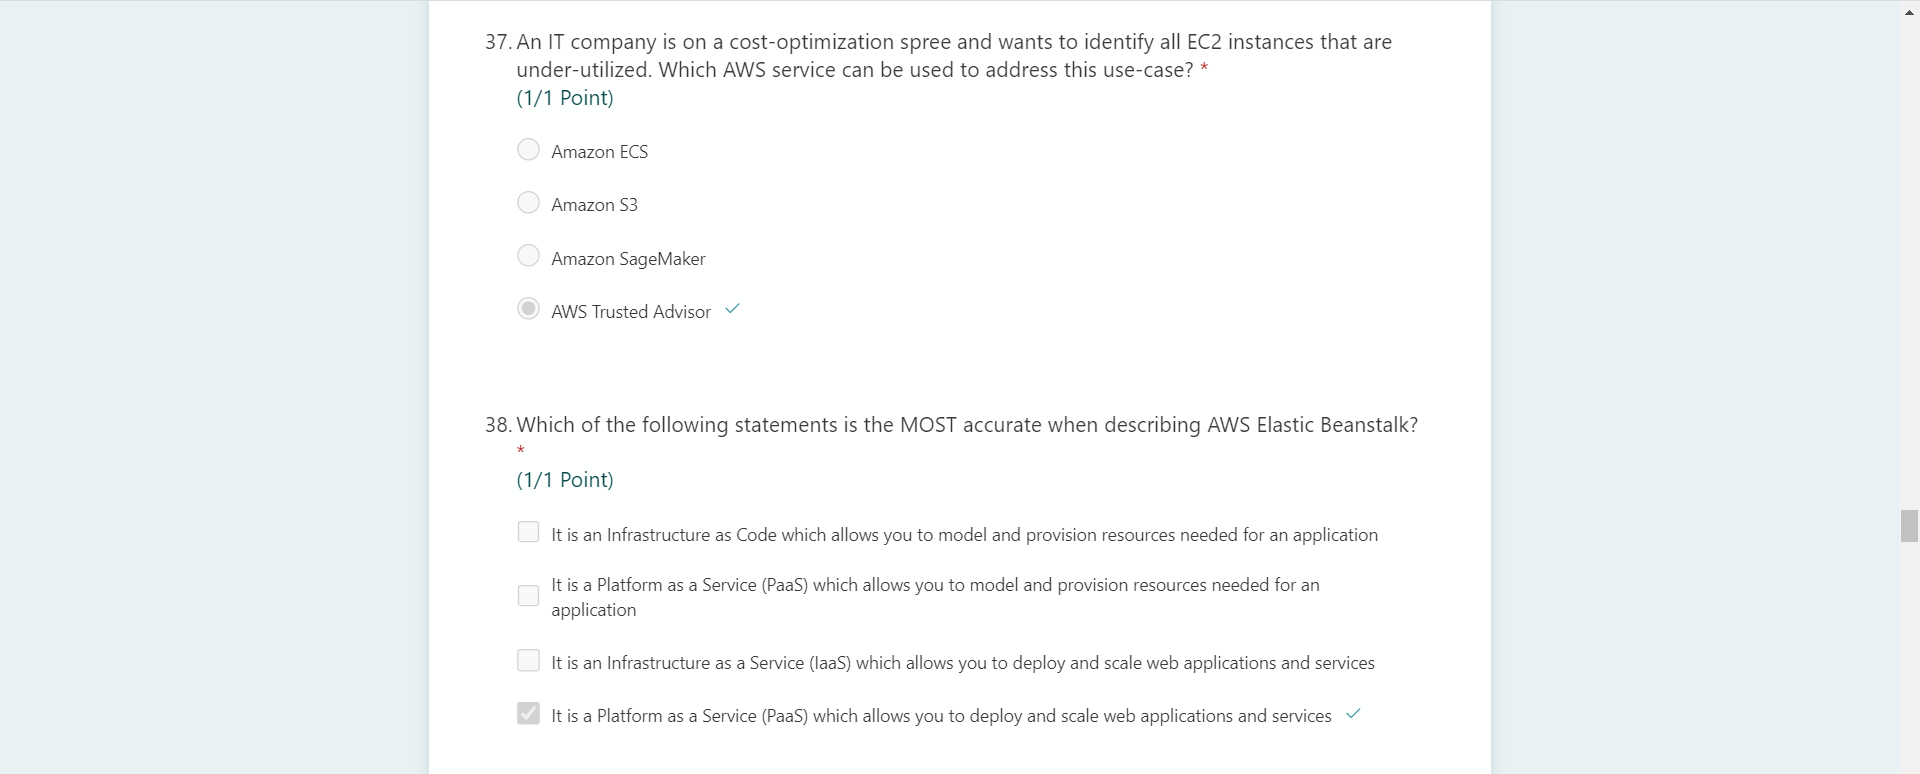 37. An IT company is on a cost-optimization spree and wants to identify all EC2 instances that are
under-utilized. Which AWS service can be used to address this use-case? *
(1/1 Point)
Amazon ECS
Amazon S3
Amazon SageMaker
AWS Trusted Advisor
38. Which of the following statements is the MOST accurate when describing AWS Elastic Beanstalk?
*
(1/1 Point)
It is an Infrastructure as Code which allows you to model and provision resources needed for an application
It is a Platform as a Service (PaaS) which allows you to model and provision resources needed for an
application
It is an Infrastructure as a Service (IaaS) which allows you to deploy and scale web applications and services
It is a Platform as a Service (PaaS) which allows you to deploy and scale web applications and services